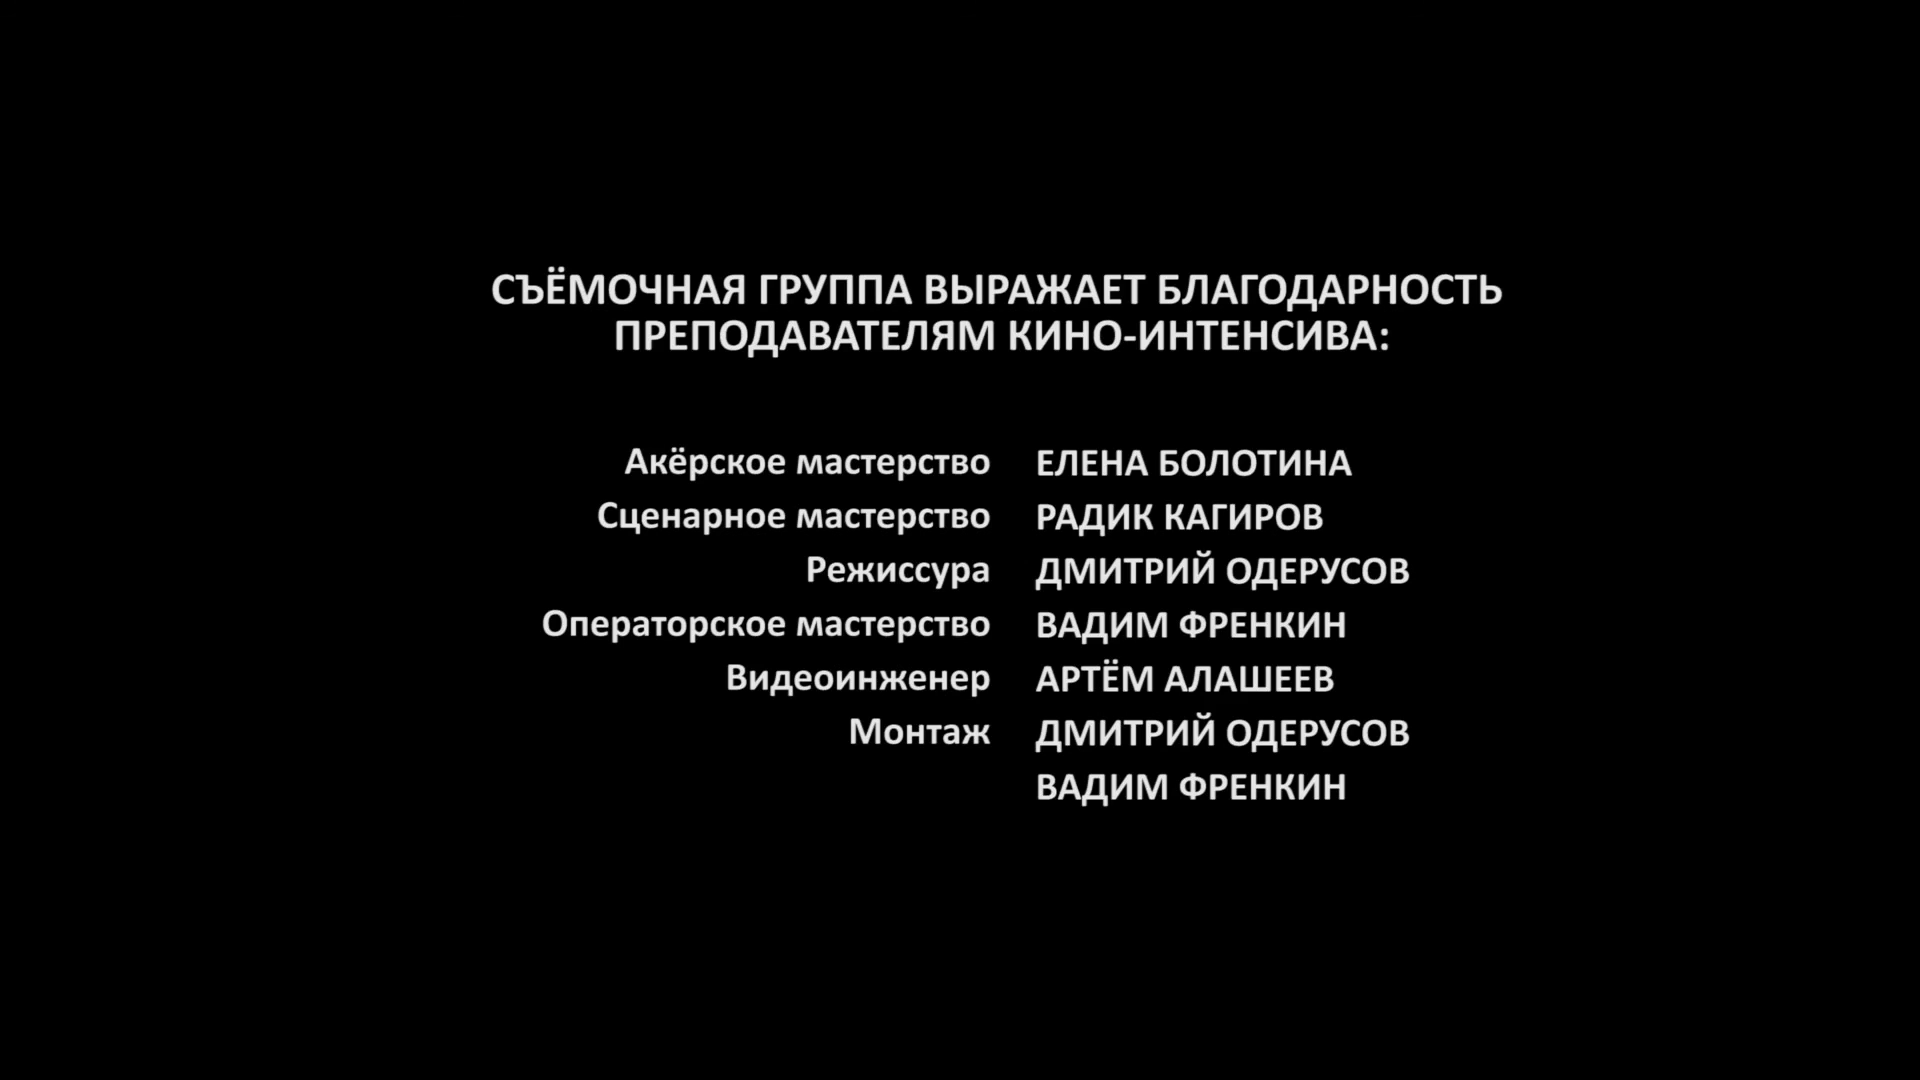 СЪЁМОЧНАЯ ГРУППА ВЫРАЖАЕТ БЛАГОДАРНОСТЬ
ПРЕПОДАВАТЕЛЯМ КИНО-ИНТЕНСИВА:
Акёрское мастерство ЕЛЕНА БОЛОТИНА
Сценарное мастерство РАДИК КАГИРОВ
Режиссура ДМИТРИЙ ОДЕРУСОВ
Операторское мастерство ВАДИМ ФРЕНКИН
Видеоинженер АРТЁМ АЛАШЕЕВ
Монтаж ДМИТРИЙ ОДЕРУСОВ
ВАДИМ ФРЕНКИН